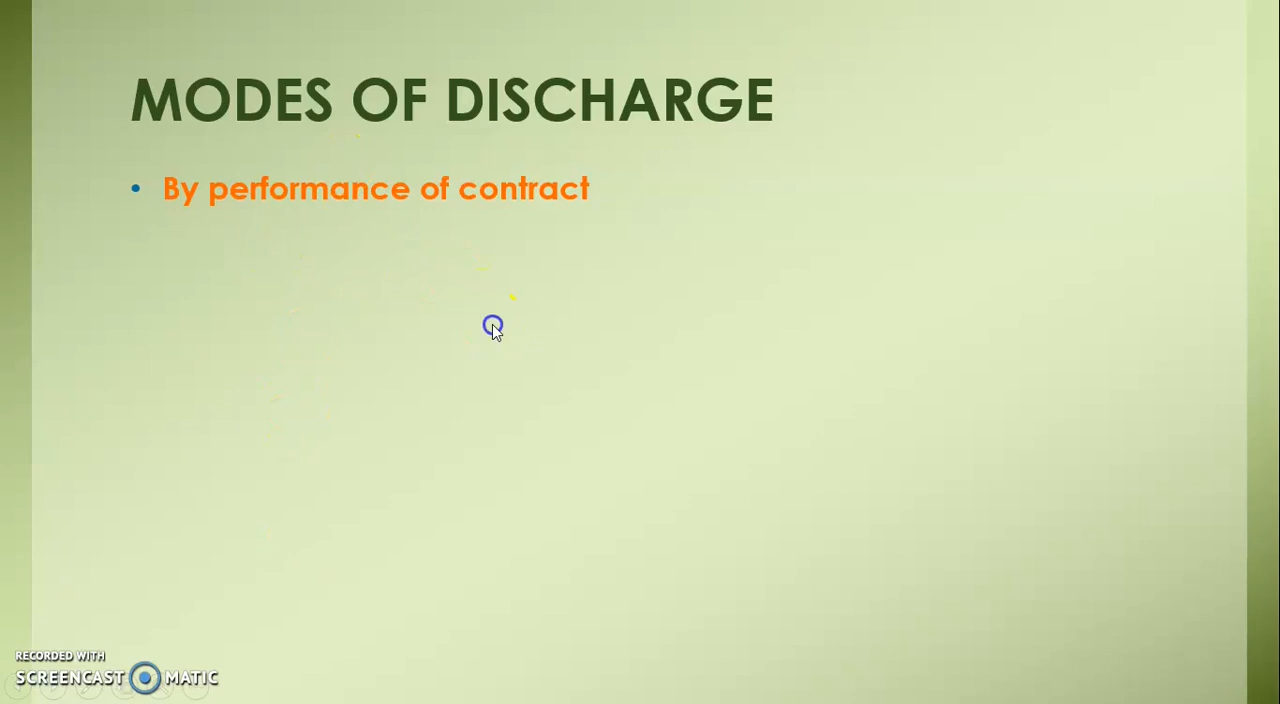 MODES OF DISCHARGE
• By performance of contract
RECORDED WITH
SCREENCAST MATIC